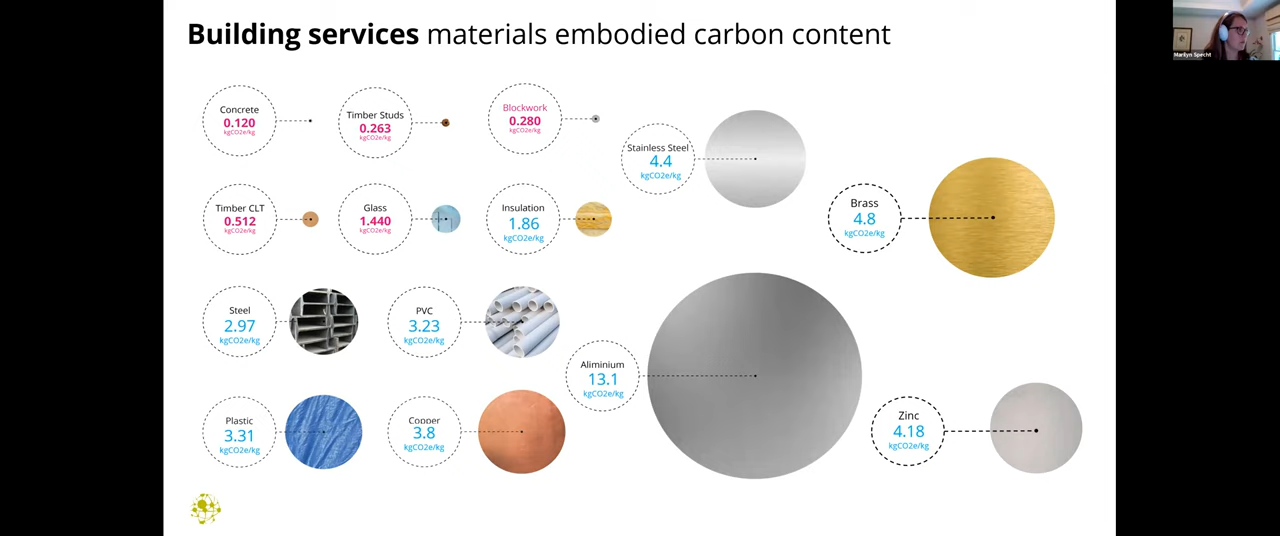 Building services materials embodied carbon content
Marilyn Specht
Concrete
0.120
kgCO2e/kg
Timber Studs
0.263
kgCO2e/kg
Blockwork
0.280
kgCO2e/kg
Stainless Steel
4.4
kgCO2e/kg
Brass
4.8
kgCO2e/kg
Timber CLT
0.512
kgCO2e/kg
Glass
1.440
kgCO2e/kg
Insulation
1.86
kgCO2e/kg
Steel
2.97
kgCO2e/kg
PVC
3.23
kgCO2e/kg
Aliminium
13.1
kgCO2e/kg
Plastic
3.31
kgCO2e/kg
Copper
3.8
kgCO2e/kg
Zinc
4.18
kgCO2e/kg